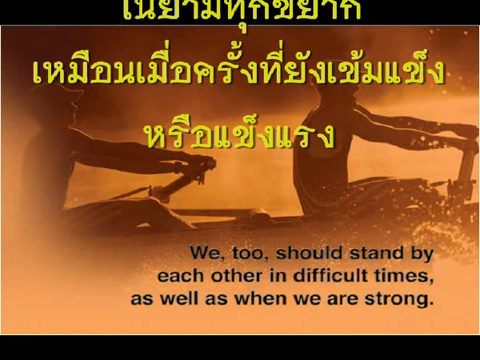 ในยามทุกข์ยาก
เหมือนเมื่อครั้งที่ยังเข้มแข็ง
หรือแข็งแรง
We, too, should stand by
each other in difficult times,
as well as when we are strong.